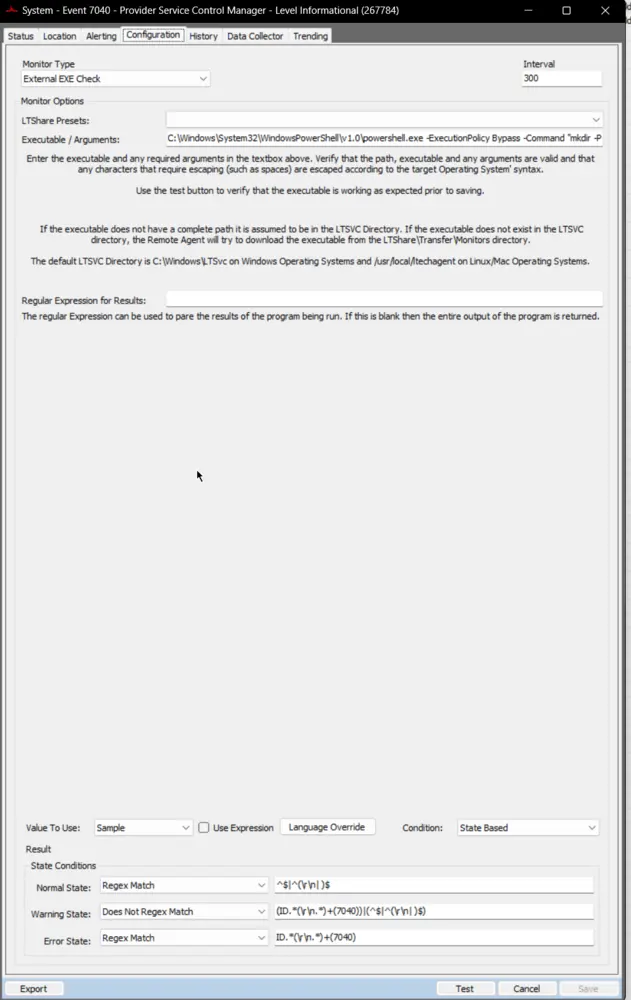 System - Event 7040 - Provider Service Control Manager - Level Informational (267784)
Status Location Alerting Configuration History Data Collector Trending
Monitor Type Interval
External EXE Check 300
Monitor Options
LTShare Presets:
Executable / Arguments: C:\Windows\System32\WindowsPowerShell\v1.0\powershell.exe -ExecutionPolicy Bypass -Command "mkdir -P
Enter the executable and any required arguments in the textbox above. Verify that the path, executable and any arguments are valid and that
any characters that require escaping (such as spaces) are escaped according to the target Operating System' syntax.
Use the test button to verify that the executable is working as expected prior to saving.
If the executable does not have a complete path it is assumed to be in the LTSVC Directory. If the executable does not exist in the LTSVC
directory, the Remote Agent will try to download the executable from the LTShare\Transfer\Monitors directory.
The default LTSVC Directory is C:\Windows\LTSvc on Windows Operating Systems and /usr/local/ltechagent on Linux/Mac Operating Systems.
Regular Expression for Results:
The regular Expression can be used to pare the results of the program being run. If this is blank then the entire output of the program is returned.
Value To Use: Sample Use Expression Language Override Condition: State Based
Result
State Conditions
Normal State: Regex Match ^$|^(\r\n| )$
Warning State: Does Not Regex Match (ID.*(\r\n.*)+(7040))|(^$|^(\r\n| )$)
Error State: Regex Match ID.*(\r\n.*)+(7040)
Export Test Cancel Save